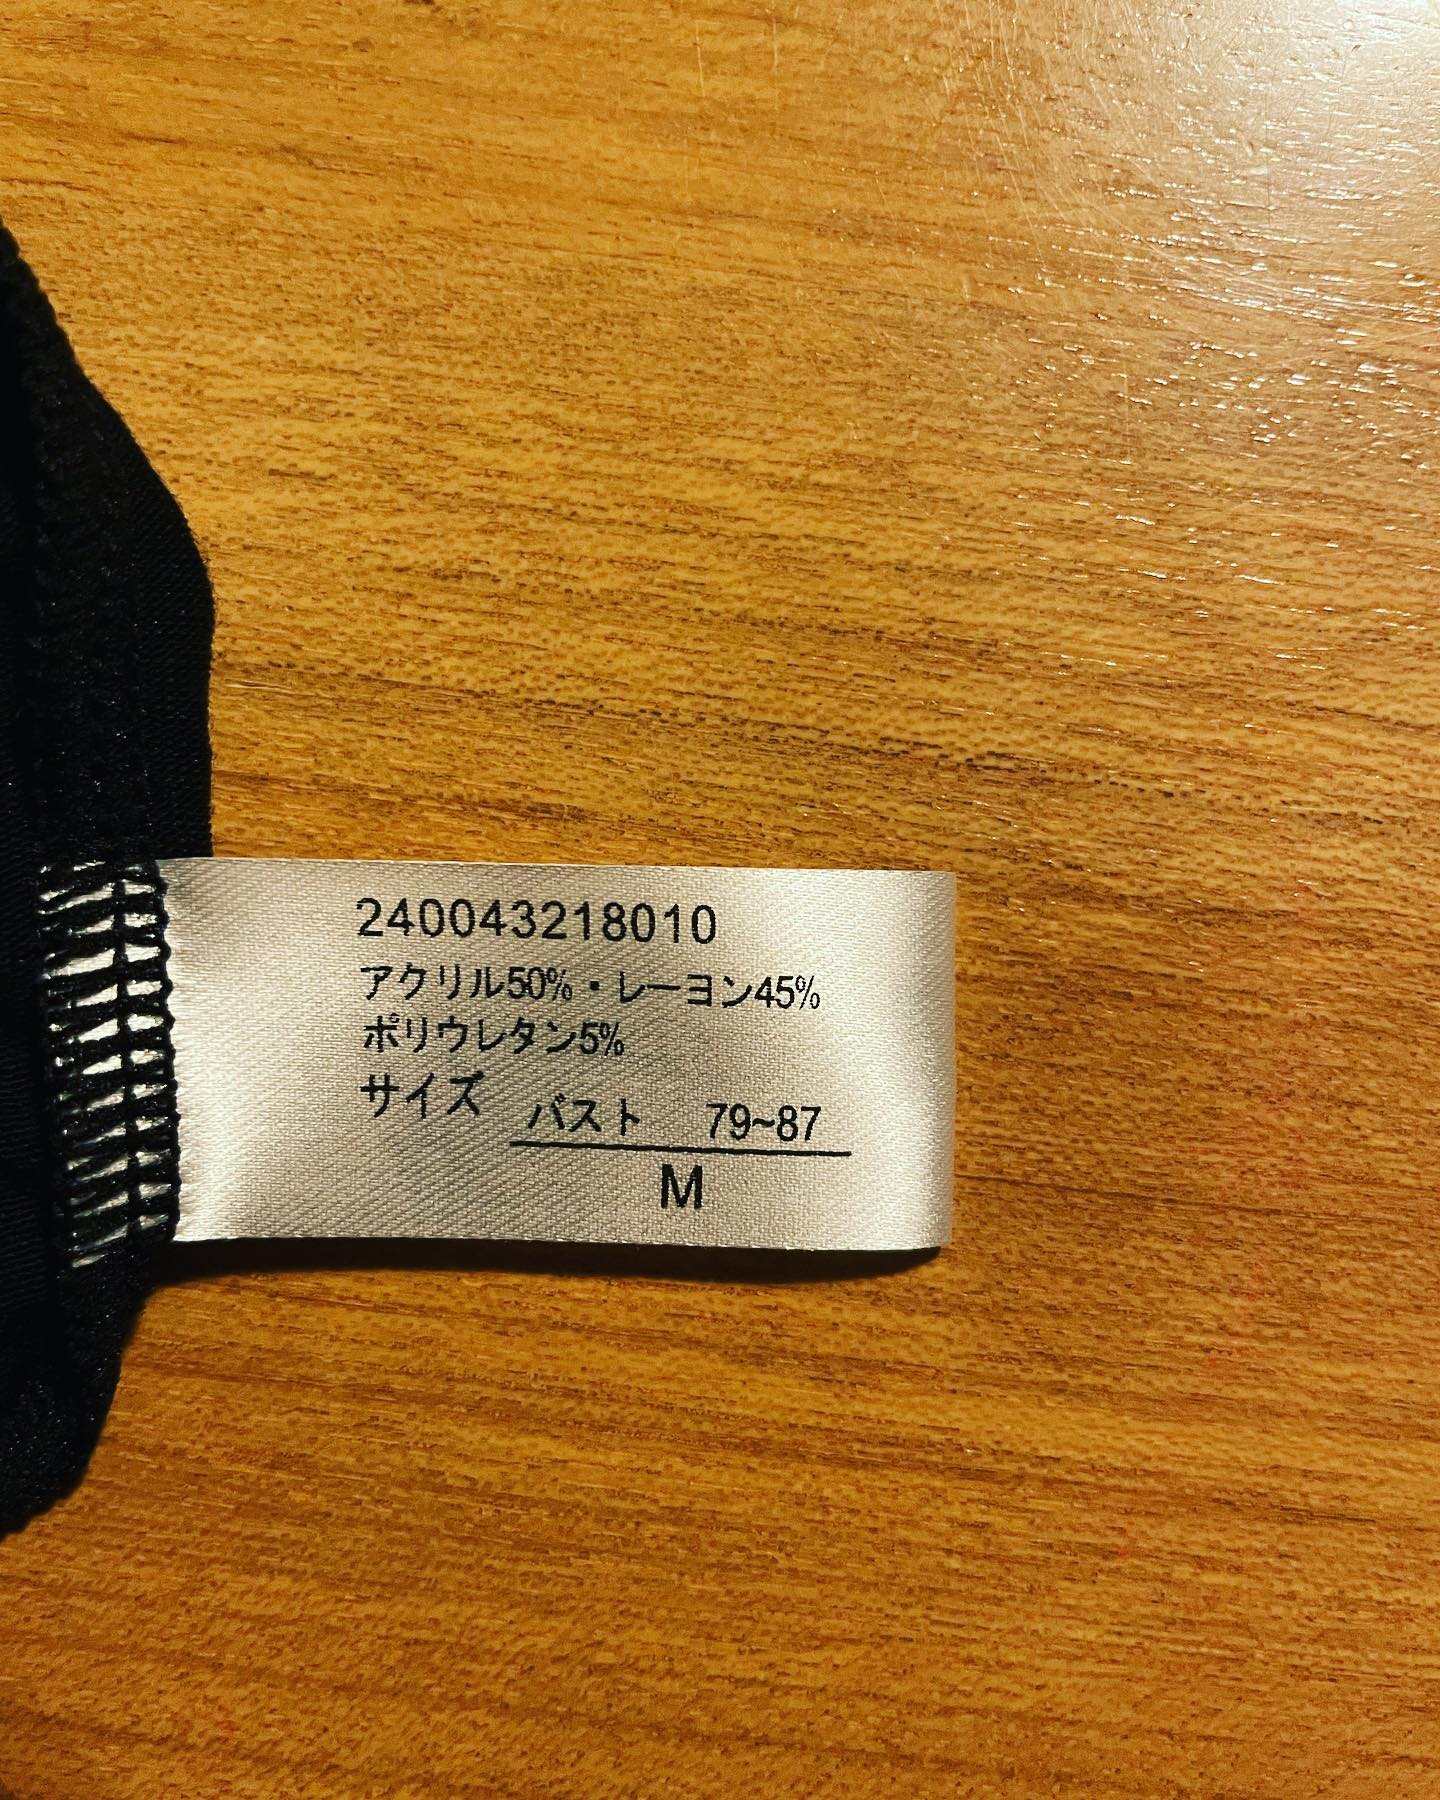 240043218010
アクリル50%・レーヨン45%
ポリウレタン5%
サイズ バスト 79~87
M